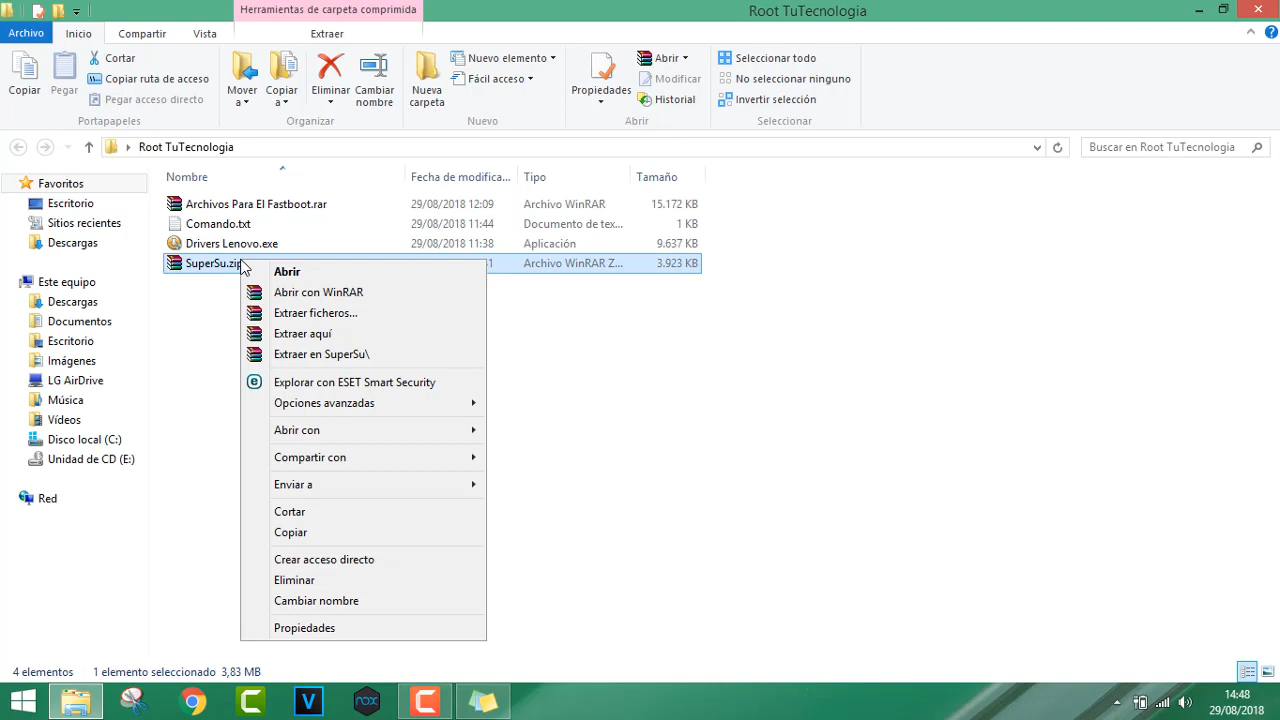 Herramientas de carpeta comprimida
Root TuTecnologia
Archivo Inicio Compartir Vista Extraer
Copiar
Pegar
Cortar
Copiar ruta de acceso
Pegar acceso directo
Portapapeles
Mover a
Copiar a
Eliminar
Cambiar nombre
Organizar
Nueva carpeta
Nuevo elemento
Fácil acceso
Nuevo
Propiedades
Abrir
Modificar
Historial
Abrir
Seleccionar todo
No seleccionar ninguno
Invertir selección
Seleccionar
Root TuTecnologia
Buscar en Root TuTecnologia
Favoritos
Escritorio
Sitios recientes
Descargas
Este equipo
Descargas
Documentos
Escritorio
Imágenes
LG AirDrive
Música
Vídeos
Disco local (C:)
Unidad de CD (E:)
Red
Nombre Fecha de modifica... Tipo Tamaño
Archivos Para El Fastboot.rar 29/08/2018 12:09 Archivo WinRAR 15.172 KB
Comando.txt 29/08/2018 11:44 Documento de tex... 1 KB
Drivers Lenovo.exe 29/08/2018 11:38 Aplicación 9.637 KB
SuperSu.zip 1 Archivo WinRAR Z... 3.923 KB
Abrir
Abrir con WinRAR
Extraer ficheros...
Extraer aquí
Extraer en SuperSu\
e Explorar con ESET Smart Security
Opciones avanzadas
Abrir con
Compartir con
Enviar a
Cortar
Copiar
Crear acceso directo
Eliminar
Cambiar nombre
Propiedades
4 elementos 1 elemento seleccionado 3,83 MB
C V nox C
14:48
29/08/2018